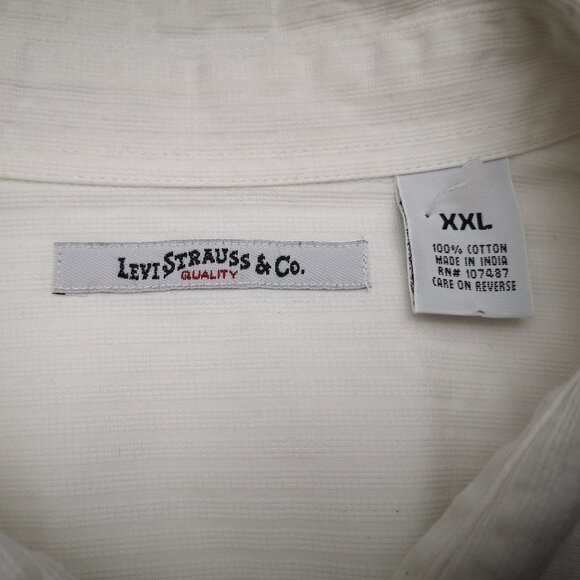 LEVI STRAUSS & CO.
QUALITY
XXL
100% COTTON
MADE IN INDIA
RN# 107487
CARE ON REVERSE